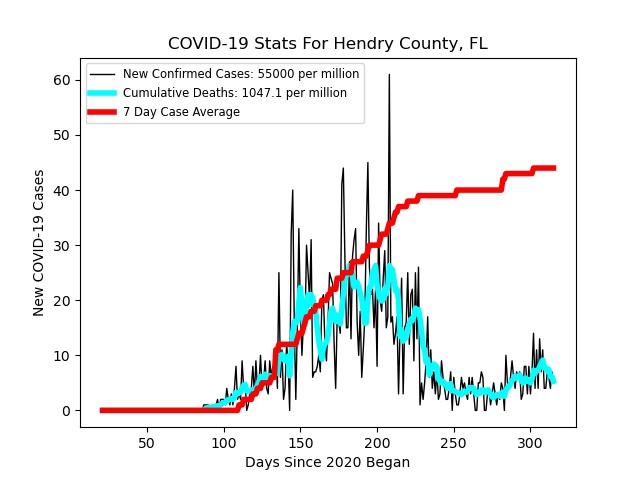 COVID-19 Stats For Hendry County, FL
New Confirmed Cases: 55000 per million
Cumulative Deaths: 1047.1 per million
7 Day Case Average
60
50
40
30
20
10
0
New COVID-19 Cases
50 100 150 200 250 300
Days Since 2020 Began